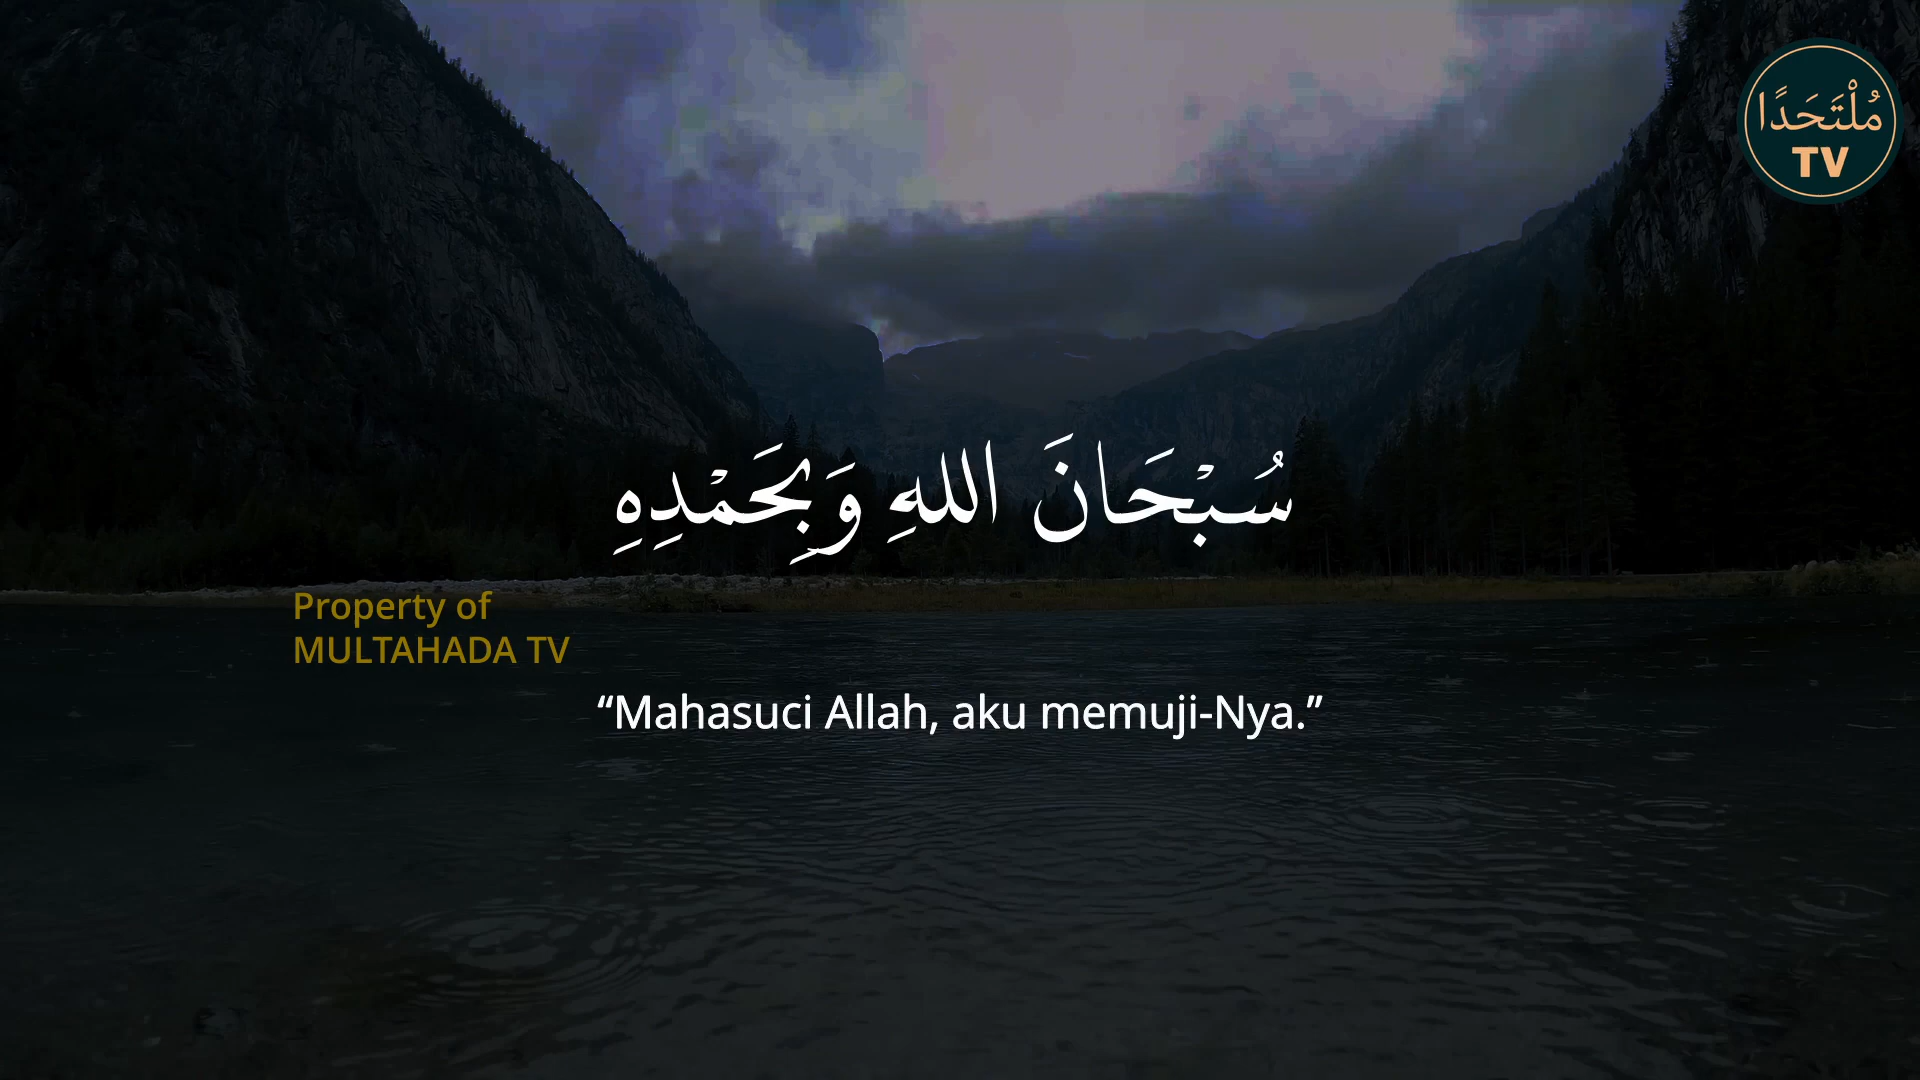 مُلْتَحَدًا
TV
سُبْحَانَ اللهِ وَبِحَمْدِهِ
Property of
MULTAHADA TV
“Mahasuci Allah, aku memuji-Nya.”